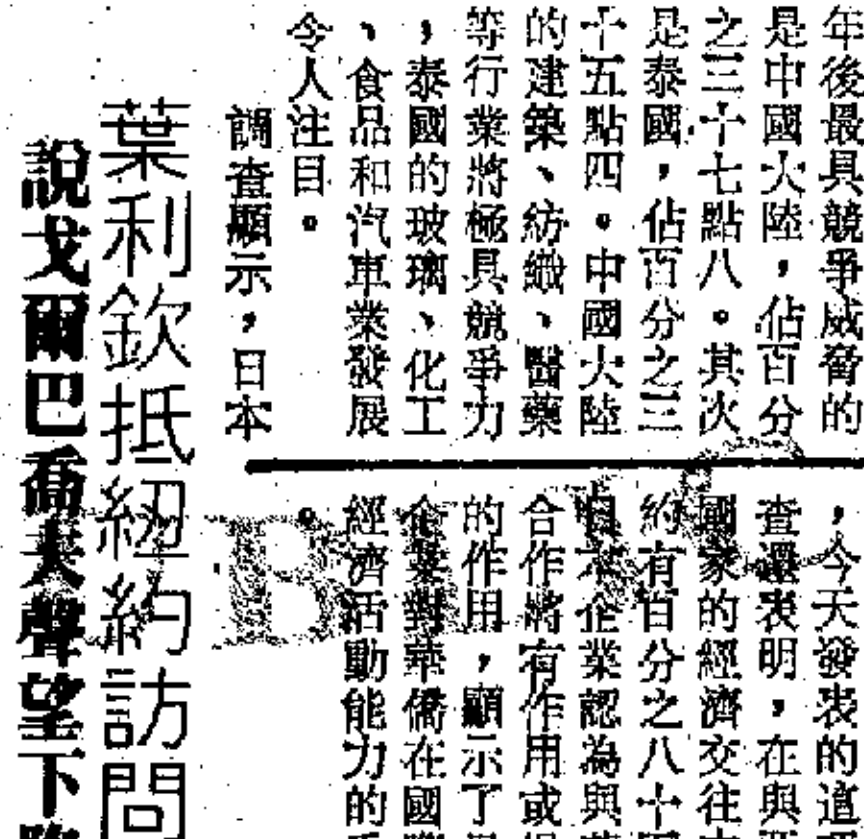 年後最具競爭威脅的
是中國大陸，佔百分
之三十七點八。其次
是泰國，佔百分之三
十五點四。中國大陸
的建築、紡織、醫藥
等行業將極具競爭力
，泰國的玻璃、化工
、食品和汽車業發展
令人注目。
調查顯示，日本
，今天發表的這
查還表明，在與
國家的經濟交往
約有百分之八十
日本企業認為與
合作將有作用或
的作用，顯示了
企業對華僑在國
經濟活動能力的
。
葉利欽抵紐約訪問
說戈爾巴喬夫聲望下